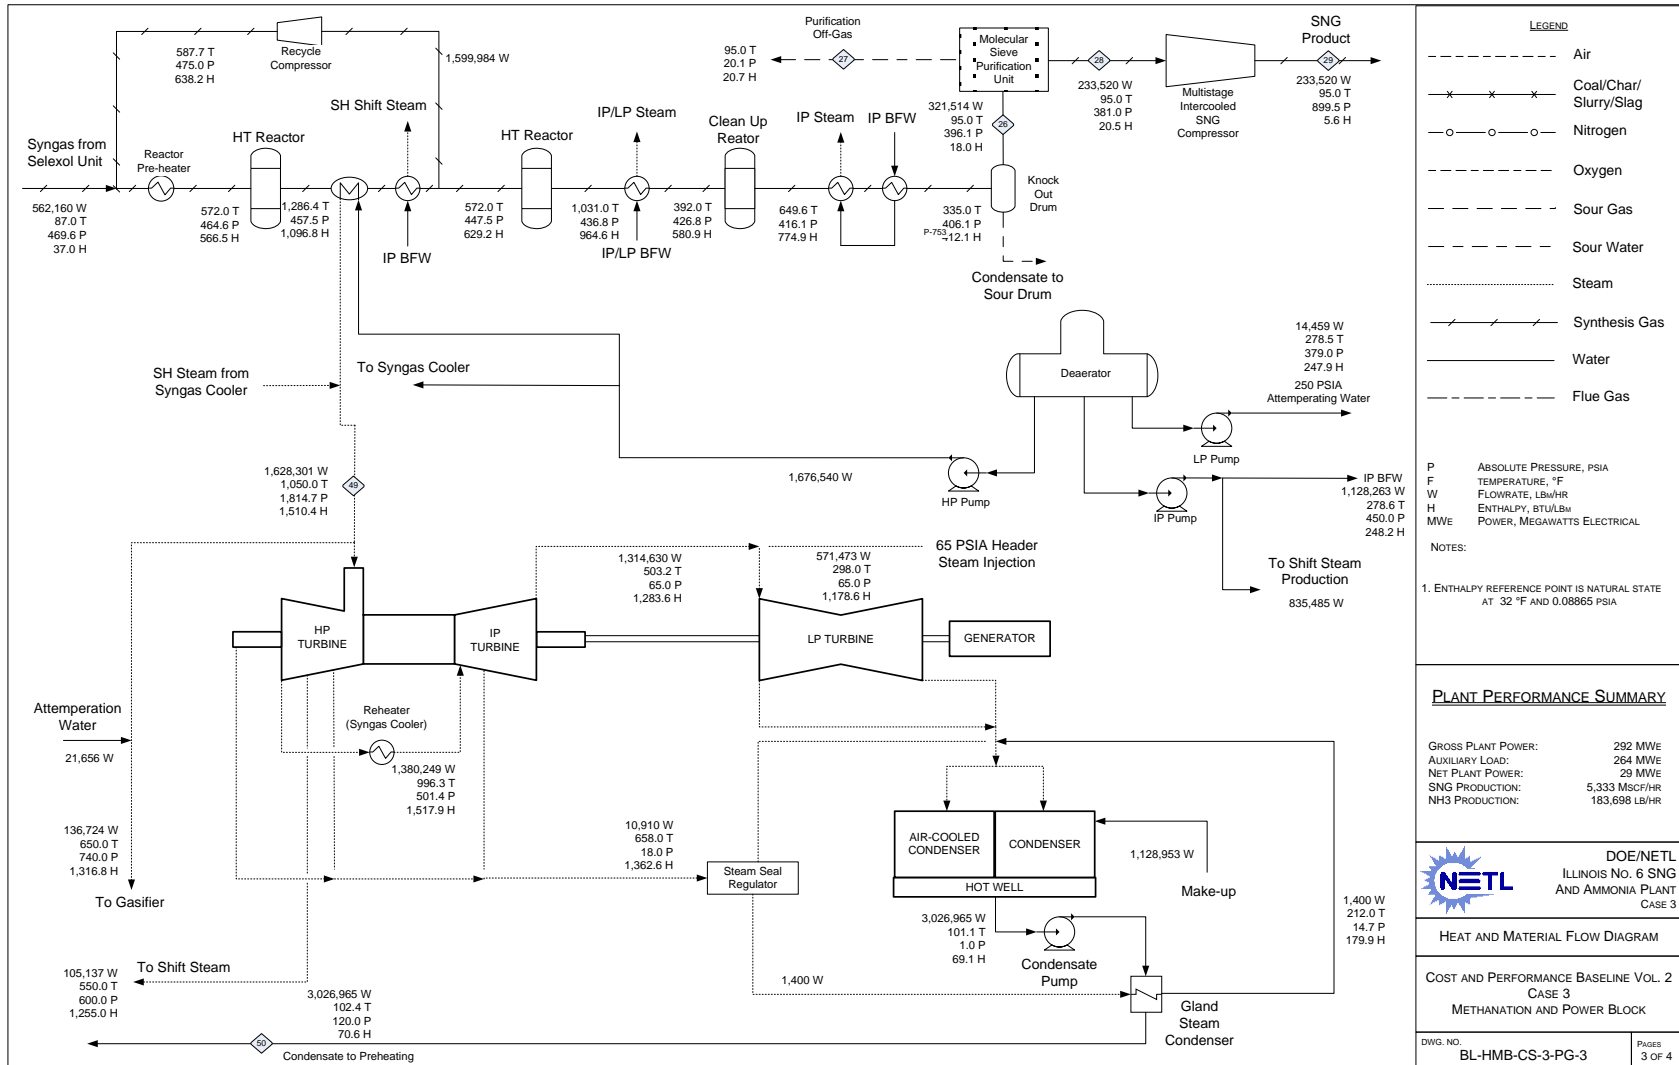 587.7 T
475.0 P
638.2 H
Recycle
Compressor
1,599,984 W
Purification
Off-Gas
27
95.0 T
20.1 P
20.7 H
Molecular
Sieve
Purification
Unit
28
233,520 W
95.0 T
381.0 P
20.5 H
Multistage
Intercooled
SNG
Compressor
SNG
Product
29
233,520 W
95.0 T
899.5 P
5.6 H
Syngas from
Selexol Unit
562,160 W
87.0 T
469.6 P
37.0 H
Reactor
Pre-heater
572.0 T
464.6 P
566.5 H
HT Reactor
1,286.4 T
457.5 P
1,096.8 H
SH Shift Steam
IP BFW
572.0 T
447.5 P
629.2 H
HT Reactor
1,031.0 T
436.8 P
964.6 H
IP/LP Steam
IP/LP BFW
392.0 T
426.8 P
580.9 H
Clean Up
Reator
649.6 T
416.1 P
774.9 H
IP Steam
IP BFW
335.0 T
406.1 P
P-753
412.1 H
321,514 W
95.0 T
396.1 P
18.0 H
26
Knock
Out
Drum
Condensate to
Sour Drum
SH Steam from
Syngas Cooler
To Syngas Cooler
Deaerator
14,459 W
278.5 T
379.0 P
247.9 H
250 PSIA
Attemperating Water
LP Pump
1,676,540 W
HP Pump
IP Pump
IP BFW
1,128,263 W
278.6 T
450.0 P
248.2 H
To Shift Steam
Production
835,485 W
1,628,301 W
1,050.0 T
1,814.7 P
1,510.4 H
49
1,314,630 W
503.2 T
65.0 P
1,283.6 H
571,473 W
298.0 T
65.0 P
1,178.6 H
65 PSIA Header
Steam Injection
HP
TURBINE
IP
TURBINE
LP TURBINE
GENERATOR
Attemperation
Water
21,656 W
Reheater
(Syngas Cooler)
1,380,249 W
996.3 T
501.4 P
1,517.9 H
136,724 W
650.0 T
740.0 P
1,316.8 H
To Gasifier
10,910 W
658.0 T
18.0 P
1,362.6 H
Steam Seal
Regulator
AIR-COOLED
CONDENSER
CONDENSER
HOT WELL
1,128,953 W
Make-up
3,026,965 W
101.1 T
1.0 P
69.1 H
Condensate
Pump
1,400 W
212.0 T
14.7 P
179.9 H
1,400 W
Gland
Steam
Condenser
To Shift Steam
105,137 W
550.0 T
600.0 P
1,255.0 H
3,026,965 W
102.4 T
120.0 P
70.6 H
50
Condensate to Preheating
LEGEND
Air
Coal/Char/
Slurry/Slag
Nitrogen
Oxygen
Sour Gas
Sour Water
Steam
Synthesis Gas
Water
Flue Gas
P ABSOLUTE PRESSURE, PSIA
F TEMPERATURE, °F
W FLOWRATE, LBM/HR
H ENTHALPY, BTU/LBM
MWE POWER, MEGAWATTS ELECTRICAL
NOTES:
1. ENTHALPY REFERENCE POINT IS NATURAL STATE
AT 32 °F AND 0.08865 PSIA
PLANT PERFORMANCE SUMMARY
GROSS PLANT POWER: 292 MWE
AUXILIARY LOAD: 264 MWE
NET PLANT POWER: 29 MWE
SNG PRODUCTION: 5,333 MSCF/HR
NH3 PRODUCTION: 183,698 LB/HR
NETL
DOE/NETL
ILLINOIS NO. 6 SNG
AND AMMONIA PLANT
CASE 3
HEAT AND MATERIAL FLOW DIAGRAM
COST AND PERFORMANCE BASELINE VOL. 2
CASE 3
METHANATION AND POWER BLOCK
DWG. NO.
BL-HMB-CS-3-PG-3
PAGES
3 OF 4